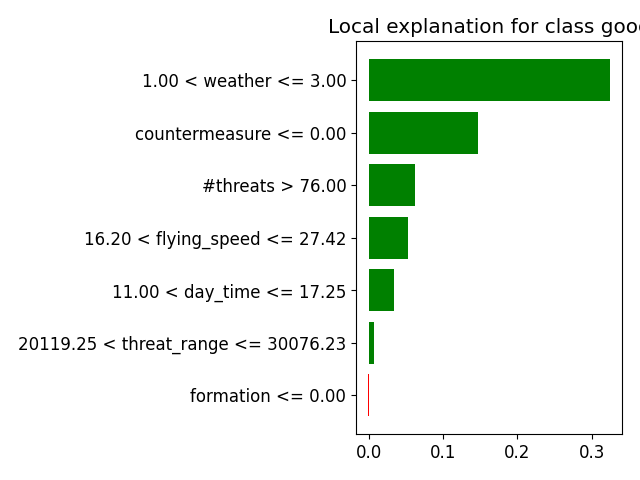 Local explanation for class good
1.00 < weather <= 3.00
countermeasure <= 0.00
#threats > 76.00
16.20 < flying_speed <= 27.42
11.00 < day_time <= 17.25
20119.25 < threat_range <= 30076.23
formation <= 0.00
0.0 0.1 0.2 0.3